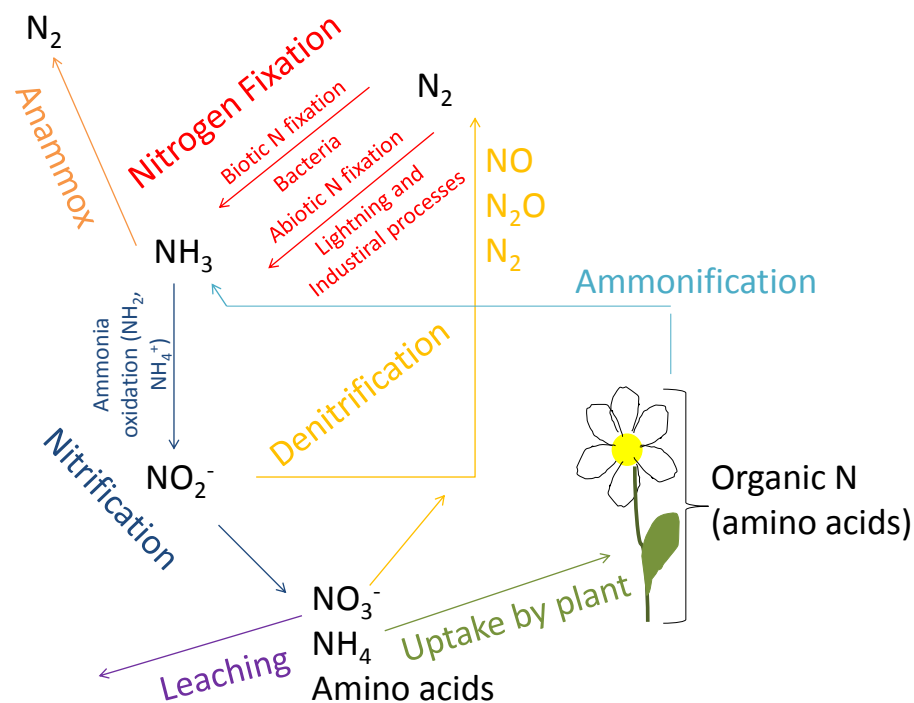 N₂
Anammox
Nitrogen Fixation
Biotic N fixation
Bacteria
Abiotic N fixation
Lightning and
Industiral processes
N₂
NO
N₂O
N₂
NH₃
Ammonification
Ammonia
oxidation (NH₂,
NH₄⁺)
Denitrification
Nitrification
NO₂⁻
Organic N
(amino acids)
NO₃⁻
NH₄
Amino acids
Uptake by plant
Leaching